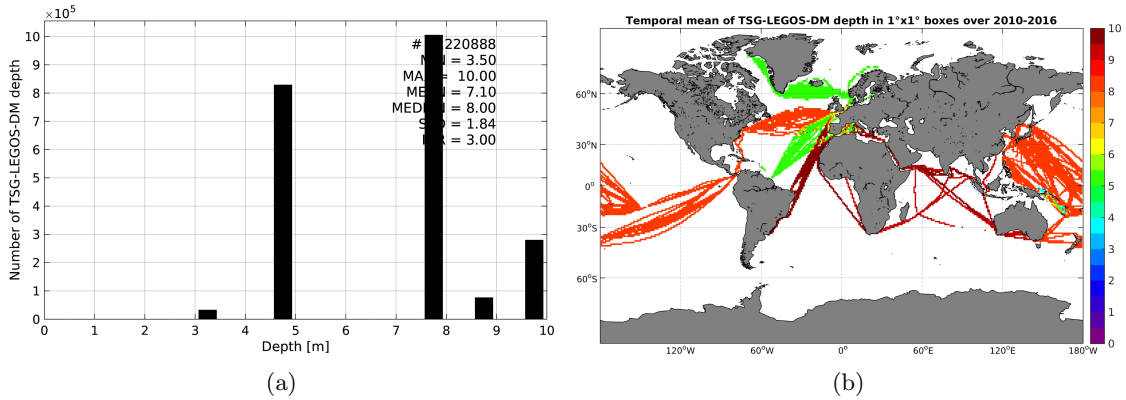 ×10⁵
10
9
8
7
6
5
4
3
2
1
0
Number of TSG-LEGOS-DM depth
0 1 2 3 4 5 6 7 8 9 10
Depth [m]
# 220888
= 3.50
= 10.00
= 7.10
= 8.00
= 1.84
= 3.00
(a)
Temporal mean of TSG-LEGOS-DM depth in 1°x1° boxes over 2010-2016
60°N
30°N
0°
30°S
60°S
120°W 60°W 0° 60°E 120°E 180°W
10
9
8
7
6
5
4
3
2
1
0
(b)